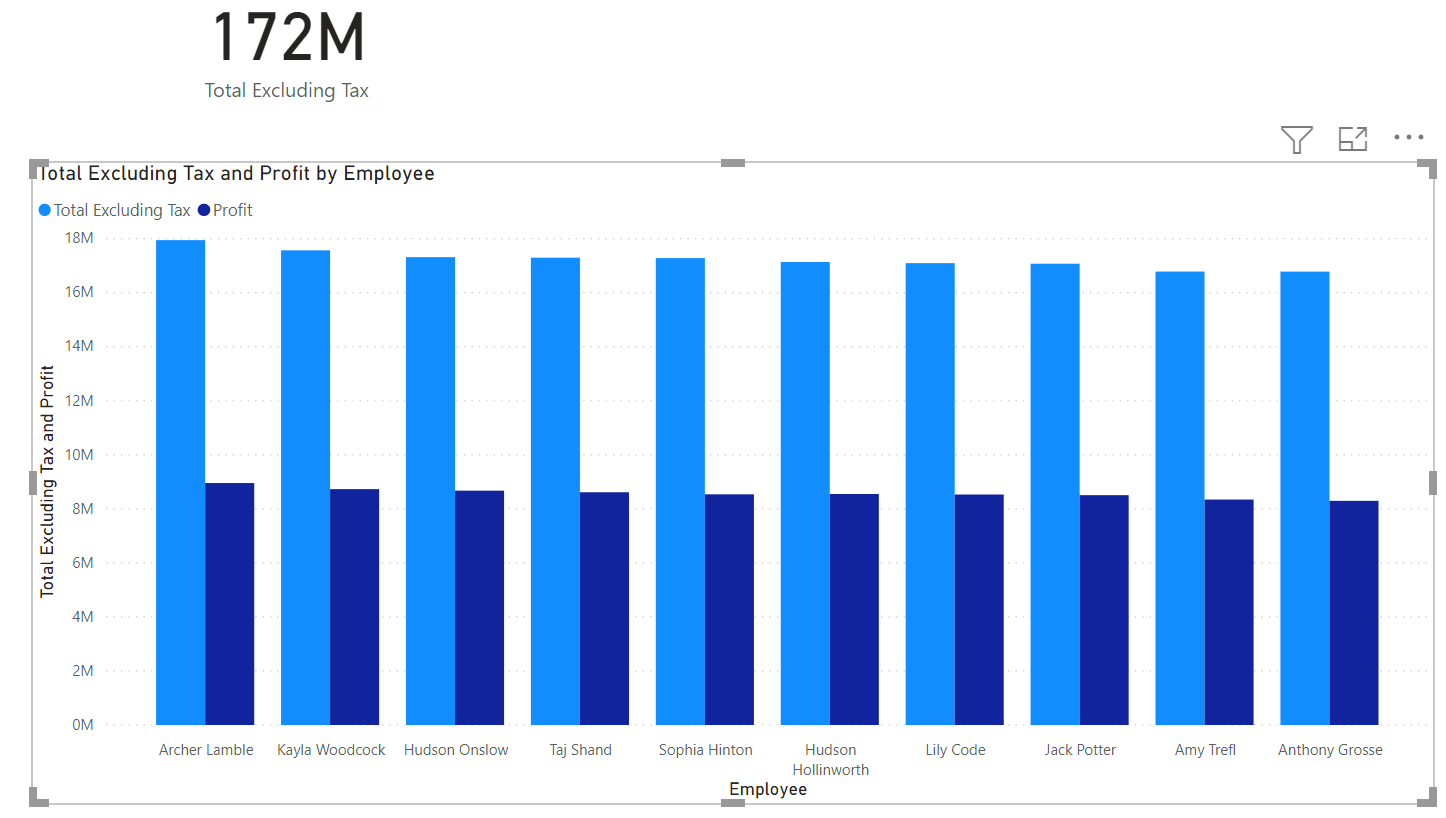 172M
Total Excluding Tax
Total Excluding Tax and Profit by Employee
Total Excluding Tax Profit
18M
16M
14M
12M
10M
8M
6M
4M
2M
0M
Total Excluding Tax and Profit
Archer Lamble Kayla Woodcock Hudson Onslow Taj Shand Sophia Hinton Hudson Lily Code Jack Potter Amy Trefl Anthony Grosse
Hollinworth
Employee